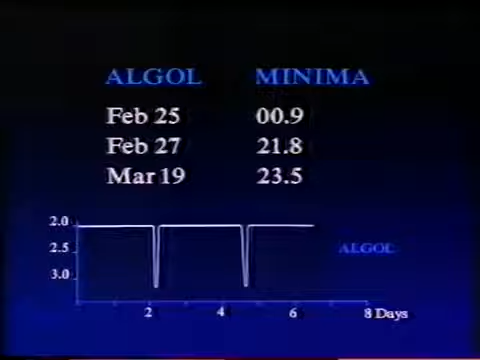 ALGOL MINIMA
Feb 25 00.9
Feb 27 21.8
Mar 19 23.5
2.0
2.5
3.0
ALGOL
2 4 6 8 Days